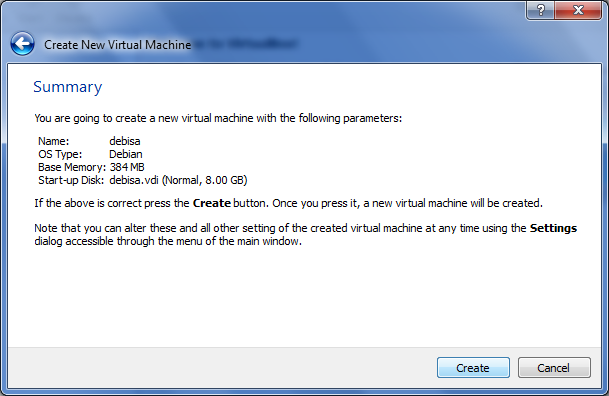 Create New Virtual Machine
Summary
You are going to create a new virtual machine with the following parameters:
Name: debisa
OS Type: Debian
Base Memory: 384 MB
Start-up Disk: debisa.vdi (Normal, 8.00 GB)
If the above is correct press the Create button. Once you press it, a new virtual machine will be created.
Note that you can alter these and all other setting of the created virtual machine at any time using the Settings
dialog accessible through the menu of the main window.
Create Cancel